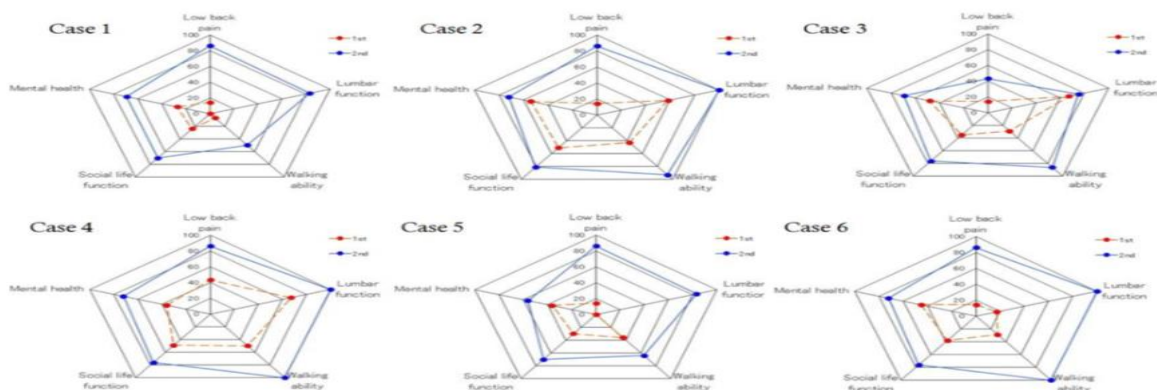 Case 1
Low back
pain
100
80
60
40
20
0
Lumbar
function
Walking
ability
Social life
function
Mental health
1st
2nd
Case 2
Low back
pain
100
80
60
40
20
0
Lumbar
function
Walking
ability
Social life
function
Mental health
1st
2nd
Case 3
Low back
pain
100
80
60
40
20
0
Lumbar
function
Walking
ability
Social life
function
Mental health
1st
2nd
Case 4
Low back
pain
100
80
60
40
20
0
Lumbar
function
Walking
ability
Social life
function
Mental health
1st
2nd
Case 5
Low back
pain
100
80
60
40
20
0
Lumbar
function
Walking
ability
Social life
function
Mental health
1st
2nd
Case 6
Low back
pain
100
80
60
40
20
0
Lumbar
function
Walking
ability
Social life
function
Mental health
1st
2nd